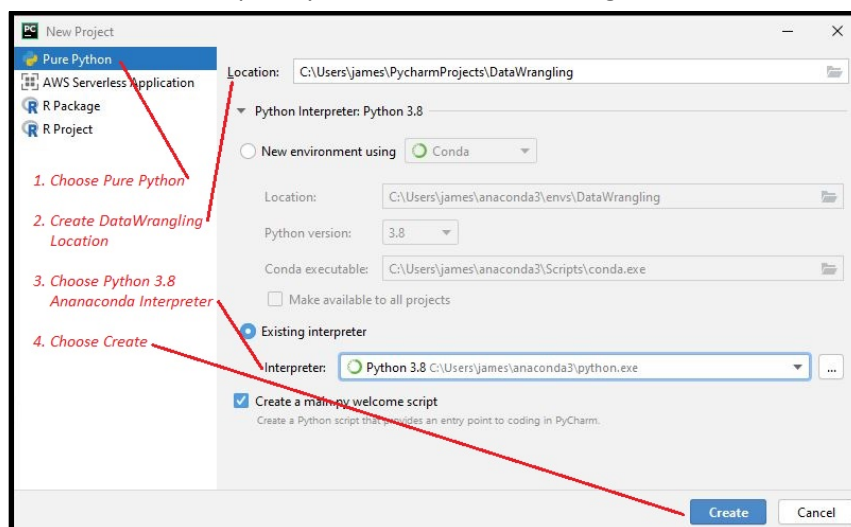 New Project
Pure Python
AWS Serverless Application
R Package
R Project
1. Choose Pure Python
2. Create DataWrangling
Location
3. Choose Python 3.8
Ananaconda Interpreter
4. Choose Create
Location: C:\Users\james\PycharmProjects\DataWrangling
Python Interpreter: Python 3.8
New environment using Conda
Location: C:\Users\james\anaconda3\envs\DataWrangling
Python version: 3.8
Conda executable: C:\Users\james\anaconda3\Scripts\conda.exe
Make available to all projects
Existing interpreter
Interpreter: Python 3.8 C:\Users\james\anaconda3\python.exe ...
Create a main.py welcome script
Create a Python script that provides an entry point to coding in PyCharm.
Create Cancel